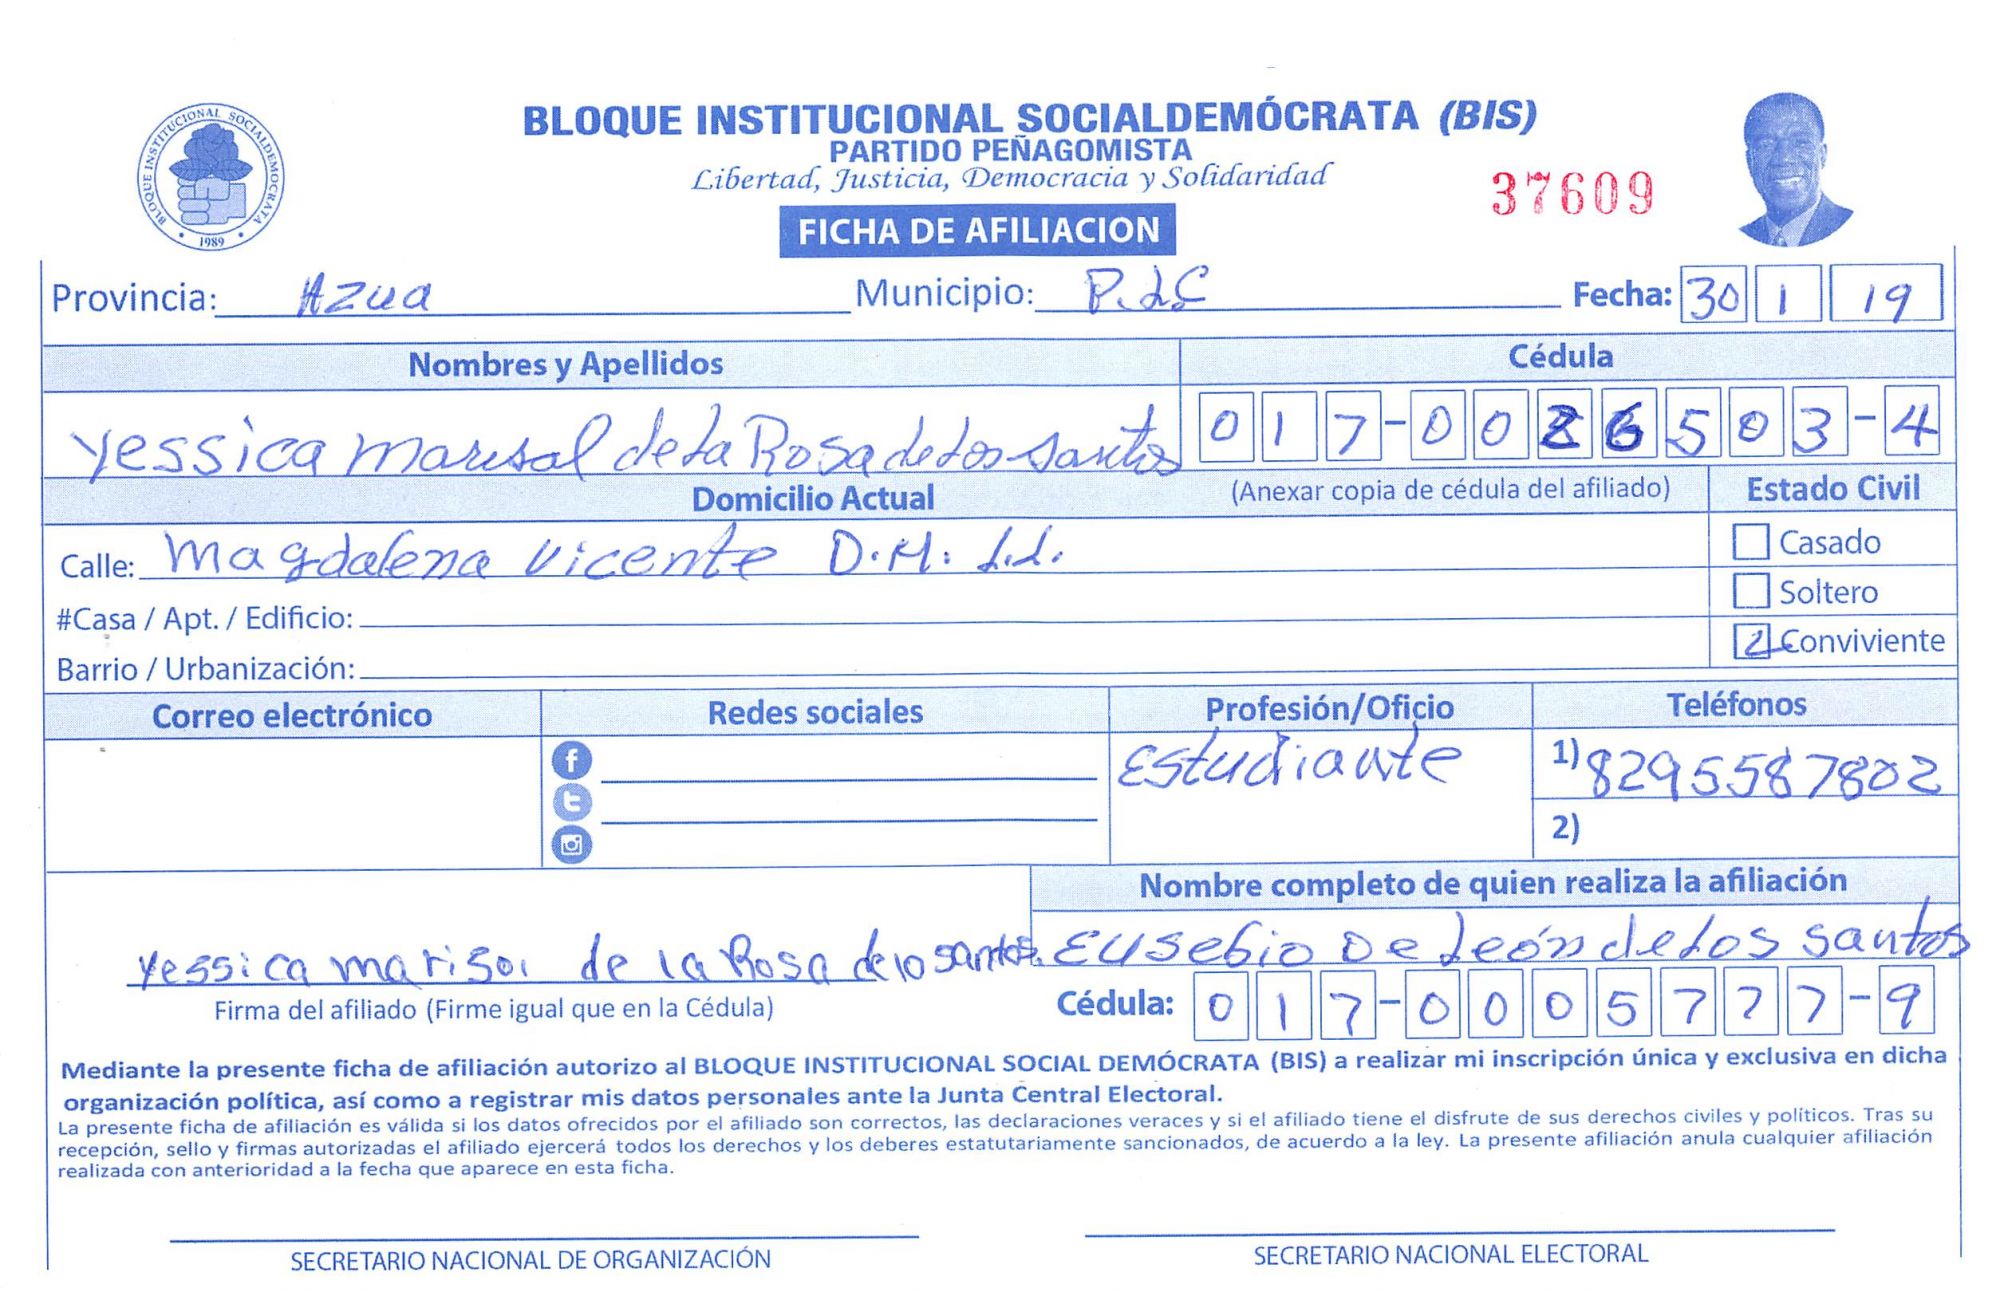 BLOQUE INSTITUCIONAL SOCIALDEMOCRATA
1989
BLOQUE INSTITUCIONAL SOCIALDEMÓCRATA (BIS)
PARTIDO PEÑAGOMISTA
Libertad, Justicia, Democracia y Solidaridad
37609
FICHA DE AFILIACION
Provincia: Azua Municipio: P.LC Fecha: 30 1 19
Nombres y Apellidos Cédula
Yessica Marisol de La Rosa de Los Santos 017-0026503-4
Domicilio Actual (Anexar copia de cédula del afiliado) Estado Civil
Calle: Magdalena Vicente D.M. L.L. Casado
#Casa / Apt. / Edificio: Soltero
Barrio / Urbanización: Conviviente
Correo electrónico Redes sociales Profesión/Oficio Teléfonos
Estudiante 1) 8295587802
2)
Nombre completo de quien realiza la afiliación
Yessica marisol de la Rosa de lo santos. Eusebio De León de Los Santos
Firma del afiliado (Firme igual que en la Cédula) Cédula: 017-0005777-9
Mediante la presente ficha de afiliación autorizo al BLOQUE INSTITUCIONAL SOCIAL DEMÓCRATA (BIS) a realizar mi inscripción única y exclusiva en dicha
organización política, así como a registrar mis datos personales ante la Junta Central Electoral.
La presente ficha de afiliación es válida si los datos ofrecidos por el afiliado son correctos, las declaraciones veraces y si el afiliado tiene el disfrute de sus derechos civiles y políticos. Tras su
recepción, sello y firmas autorizadas el afiliado ejercerá todos los derechos y los deberes estatutariamente sancionados, de acuerdo a la ley. La presente afiliación anula cualquier afiliación
realizada con anterioridad a la fecha que aparece en esta ficha.
SECRETARIO NACIONAL DE ORGANIZACIÓN SECRETARIO NACIONAL ELECTORAL